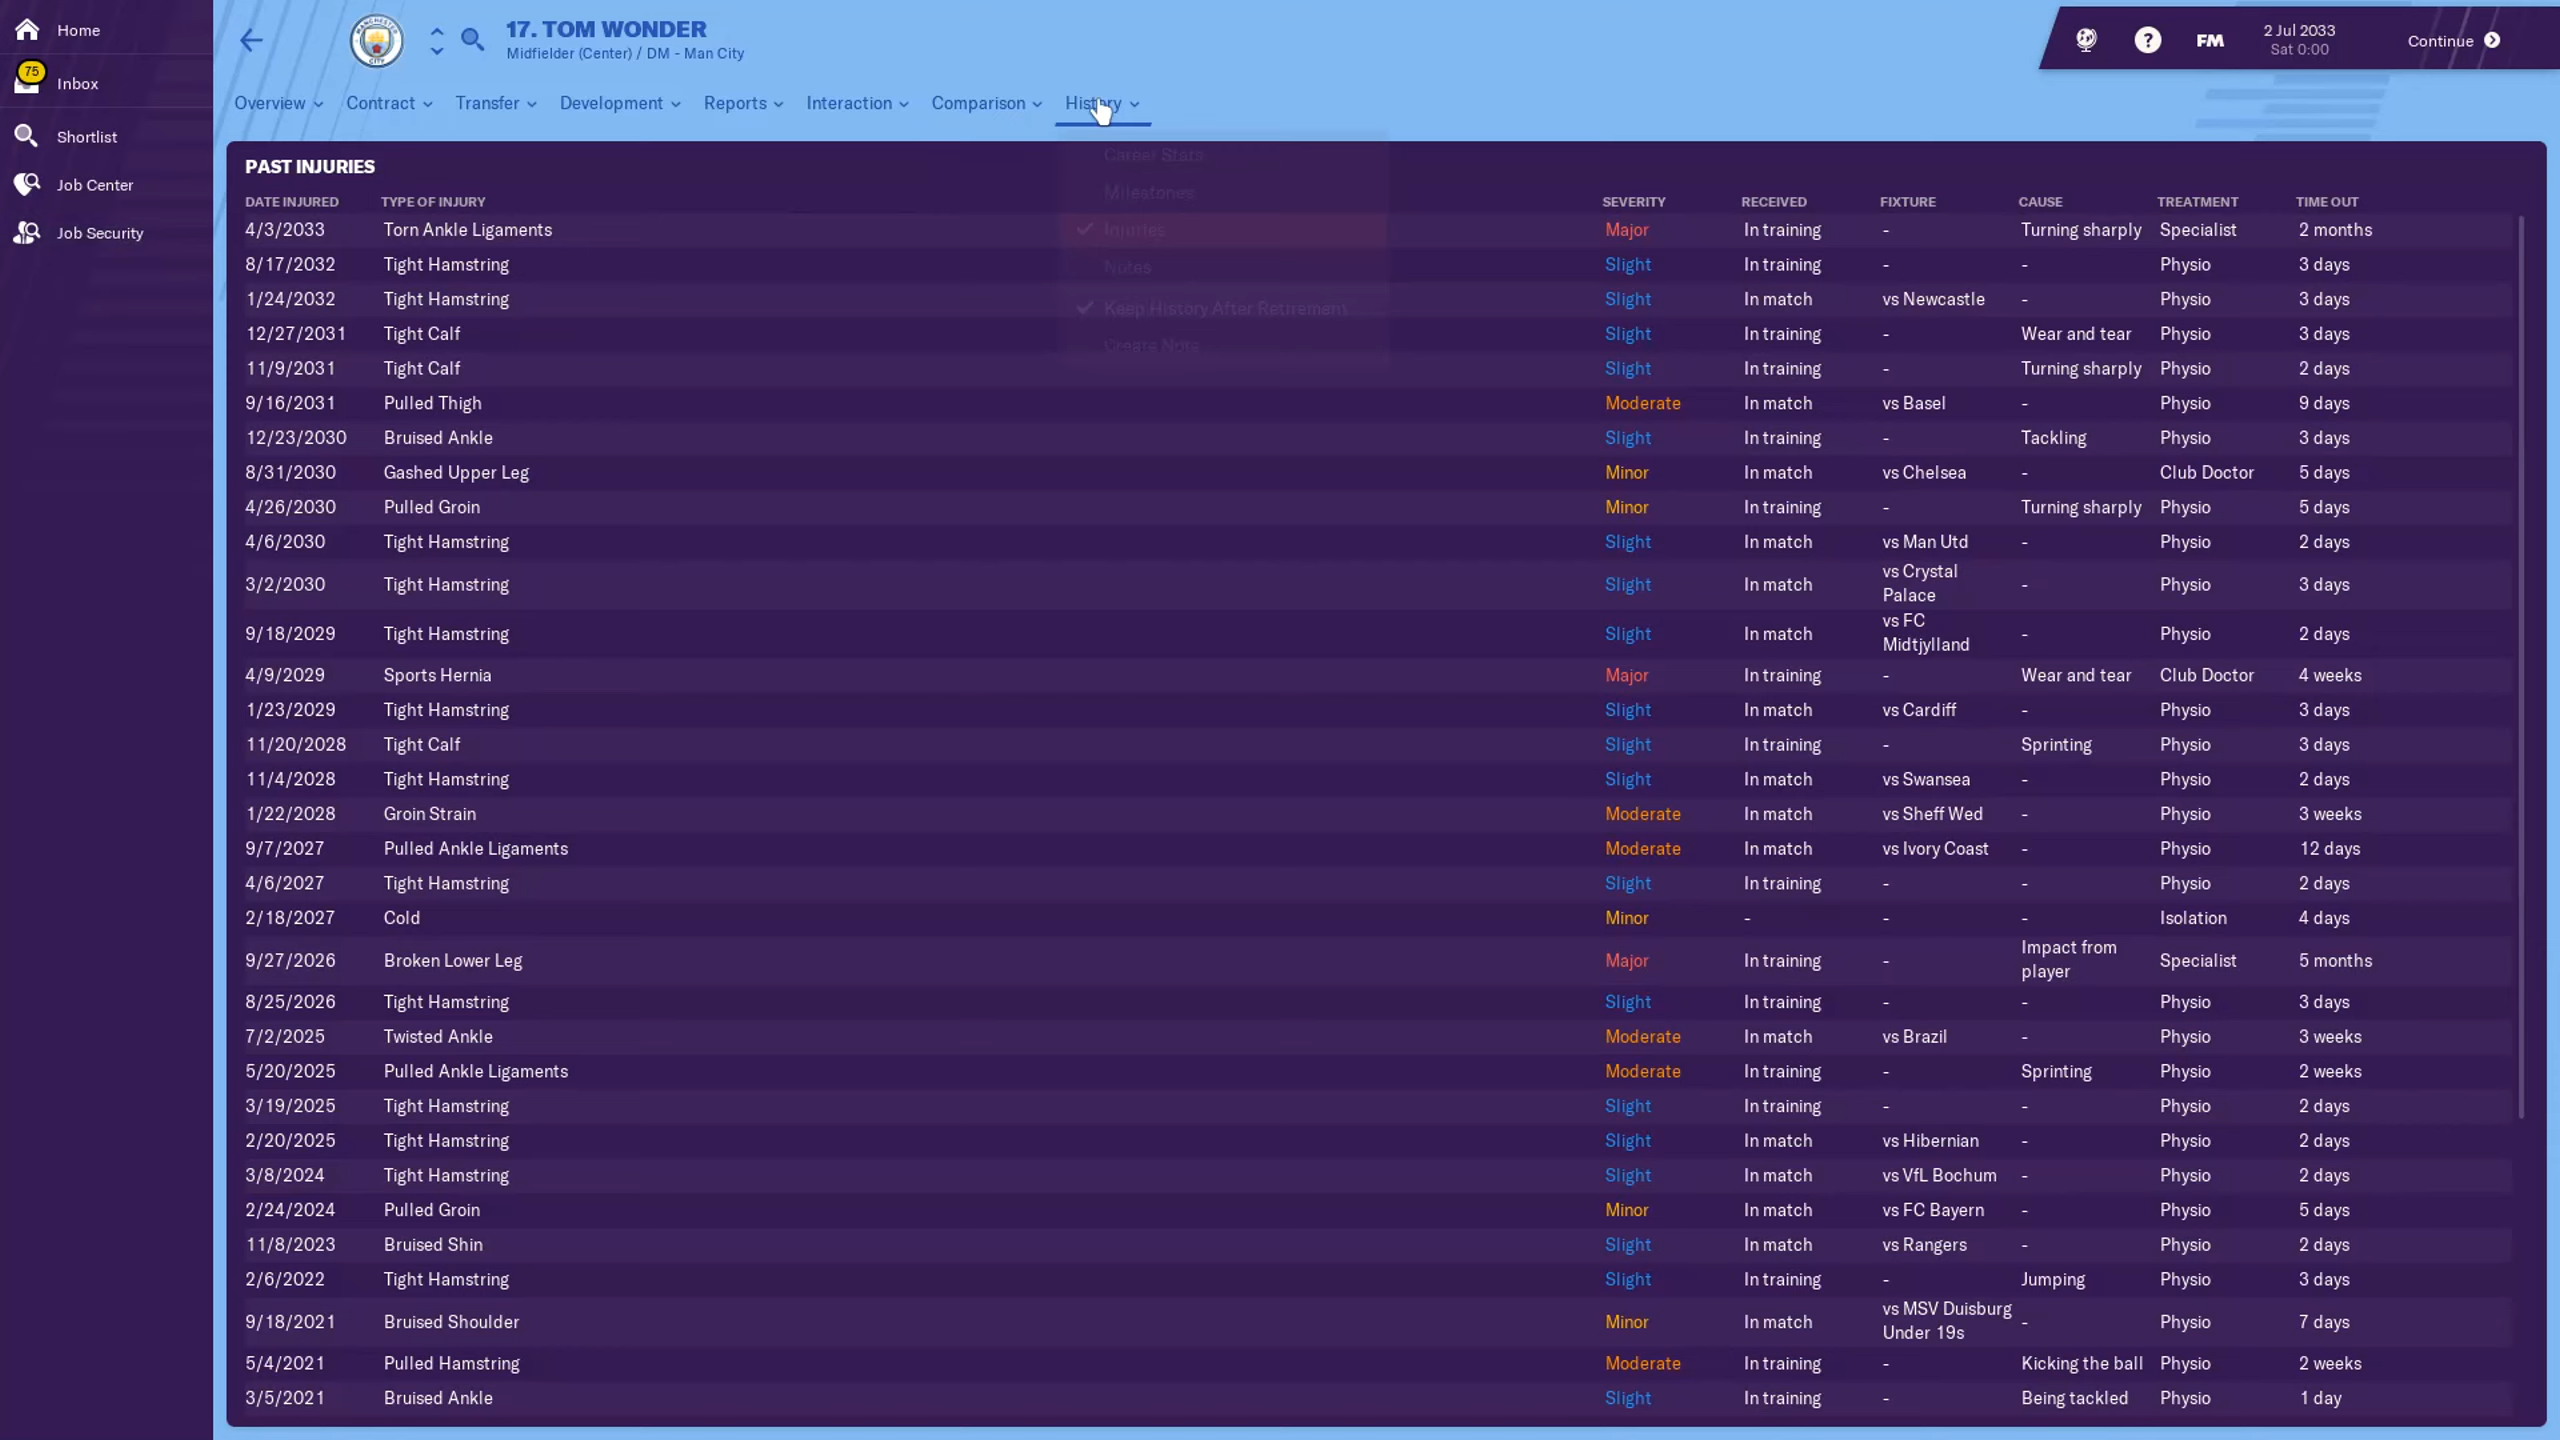 Home
75
Inbox
Shortlist
Job Center
Job Security
17. TOM WONDER
Midfielder (Center) / DM - Man City
FM
2 Jul 2033
Sat 0:00
Continue
Overview Contract Transfer Development Reports Interaction Comparison History
Career Stats
Milestones
Injuries
Notes
Keep History After Retirement
Create Note
PAST INJURIES
DATE INJURED TYPE OF INJURY SEVERITY RECEIVED FIXTURE CAUSE TREATMENT TIME OUT
4/3/2033 Torn Ankle Ligaments Major In training - Turning sharply Specialist 2 months
8/17/2032 Tight Hamstring Slight In training - - Physio 3 days
1/24/2032 Tight Hamstring Slight In match vs Newcastle - Physio 3 days
12/27/2031 Tight Calf Slight In training - Wear and tear Physio 3 days
11/9/2031 Tight Calf Slight In training - Turning sharply Physio 2 days
9/16/2031 Pulled Thigh Moderate In match vs Basel - Physio 9 days
12/23/2030 Bruised Ankle Slight In training - Tackling Physio 3 days
8/31/2030 Gashed Upper Leg Minor In match vs Chelsea - Club Doctor 5 days
4/26/2030 Pulled Groin Minor In training - Turning sharply Physio 5 days
4/6/2030 Tight Hamstring Slight In match vs Man Utd - Physio 2 days
3/2/2030 Tight Hamstring Slight In match vs Crystal Palace - Physio 3 days
9/18/2029 Tight Hamstring Slight In match vs FC Midtjylland - Physio 2 days
4/9/2029 Sports Hernia Major In training - Wear and tear Club Doctor 4 weeks
1/23/2029 Tight Hamstring Slight In match vs Cardiff - Physio 3 days
11/20/2028 Tight Calf Slight In training - Sprinting Physio 3 days
11/4/2028 Tight Hamstring Slight In match vs Swansea - Physio 2 days
1/22/2028 Groin Strain Moderate In match vs Sheff Wed - Physio 3 weeks
9/7/2027 Pulled Ankle Ligaments Moderate In match vs Ivory Coast - Physio 12 days
4/6/2027 Tight Hamstring Slight In training - - Physio 2 days
2/18/2027 Cold Minor - - - Isolation 4 days
9/27/2026 Broken Lower Leg Major In training - Impact from player Specialist 5 months
8/25/2026 Tight Hamstring Slight In training - - Physio 3 days
7/2/2025 Twisted Ankle Moderate In match vs Brazil - Physio 3 weeks
5/20/2025 Pulled Ankle Ligaments Moderate In training - Sprinting Physio 2 weeks
3/19/2025 Tight Hamstring Slight In training - - Physio 2 days
2/20/2025 Tight Hamstring Slight In match vs Hibernian - Physio 2 days
3/8/2024 Tight Hamstring Slight In match vs VfL Bochum - Physio 2 days
2/24/2024 Pulled Groin Minor In match vs FC Bayern - Physio 5 days
11/8/2023 Bruised Shin Slight In match vs Rangers - Physio 2 days
2/6/2022 Tight Hamstring Slight In training - Jumping Physio 3 days
9/18/2021 Bruised Shoulder Minor In match vs MSV Duisburg Under 19s - Physio 7 days
5/4/2021 Pulled Hamstring Moderate In training - Kicking the ball Physio 2 weeks
3/5/2021 Bruised Ankle Slight In training - Being tackled Physio 1 day